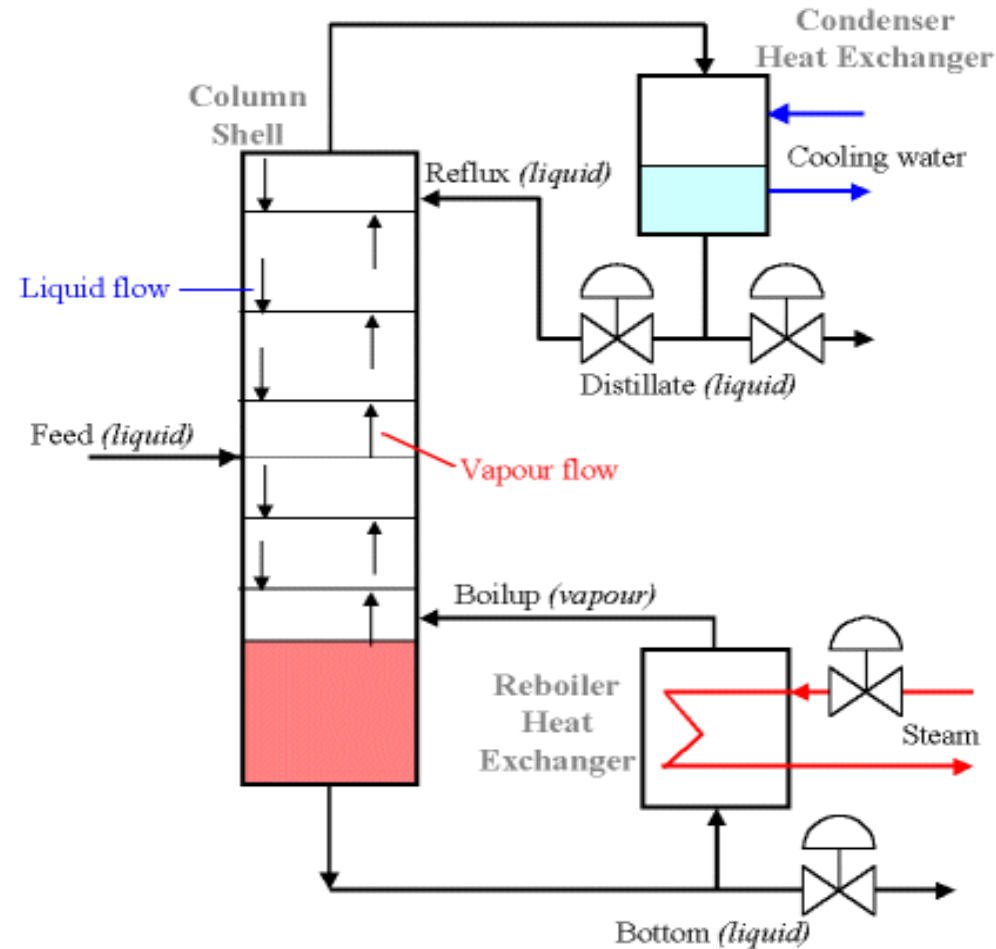 Condenser
Heat Exchanger
Column
Shell
Cooling water
Reflux (liquid)
Liquid flow
Distillate (liquid)
Feed (liquid)
Vapour flow
Boilup (vapour)
Reboiler
Heat
Exchanger
Steam
Bottom (liquid)